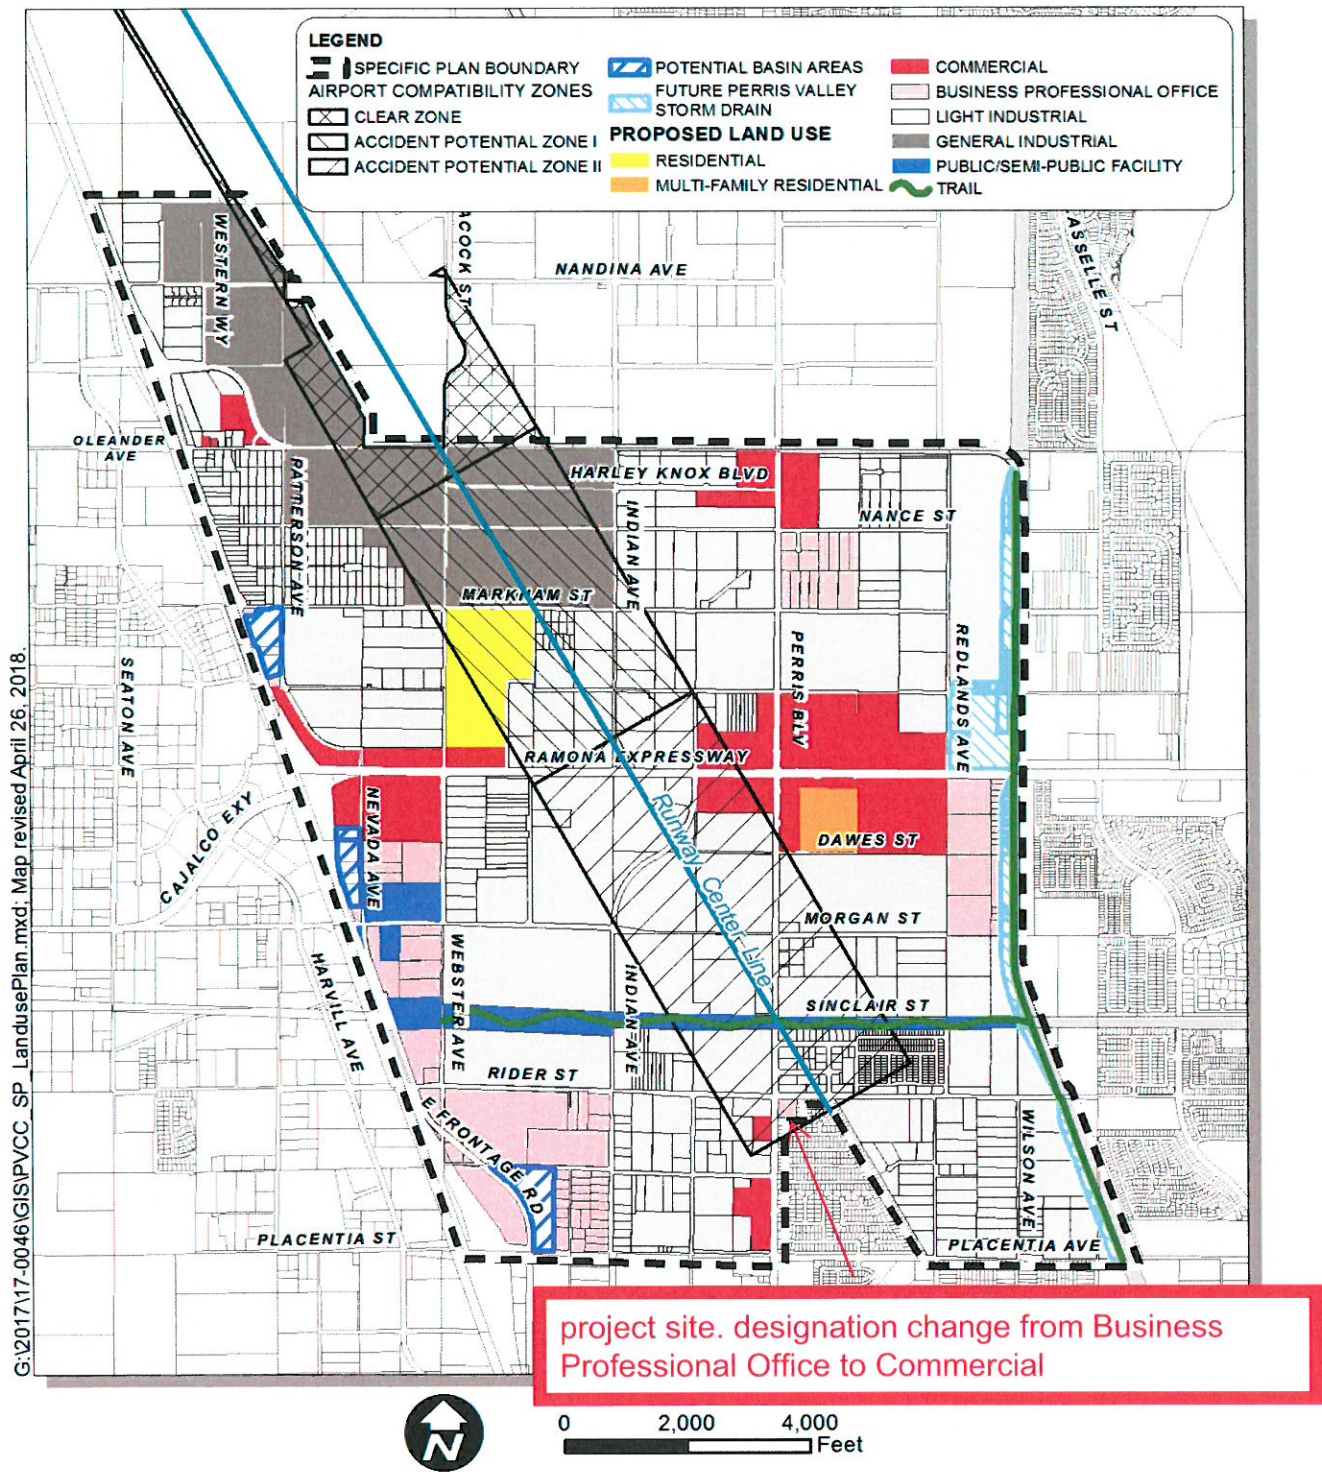 LEGEND
SPECIFIC PLAN BOUNDARY
AIRPORT COMPATIBILITY ZONES
CLEAR ZONE
ACCIDENT POTENTIAL ZONE I
ACCIDENT POTENTIAL ZONE II
POTENTIAL BASIN AREAS
FUTURE PERRIS VALLEY
STORM DRAIN
PROPOSED LAND USE
RESIDENTIAL
MULTI-FAMILY RESIDENTIAL
COMMERCIAL
BUSINESS PROFESSIONAL OFFICE
LIGHT INDUSTRIAL
GENERAL INDUSTRIAL
PUBLIC/SEMI-PUBLIC FACILITY
TRAIL
WESTERN WY
ACOCK ST
NANDINA AVE
ASSELLE ST
OLEANDER
AVE
PATTERSON AVE
HARLEY KNOX BLVD
INDIAN AVE
NANCE ST
MARKHAM ST
SEATON AVE
PERRIS BLV
REDLANDS AVE
RAMONA EXPRESSWAY
Runway Center Line
CAJALCO EXY
NEVADA AVE
DAWES ST
MORGAN ST
HARVILL AVE
WEBSTER AVE
INDIAN AVE
SINCLAIR ST
RIDER ST
E FRONTAGE RD
WILSON AVE
PLACENTIA ST
PLACENTIA AVE
project site. designation change from Business
Professional Office to Commercial
G:\2017\17-0046\GIS\PVCC_SP_LandusePlan.mxd; Map revised April 26, 2018.
N
0 2,000 4,000
Feet